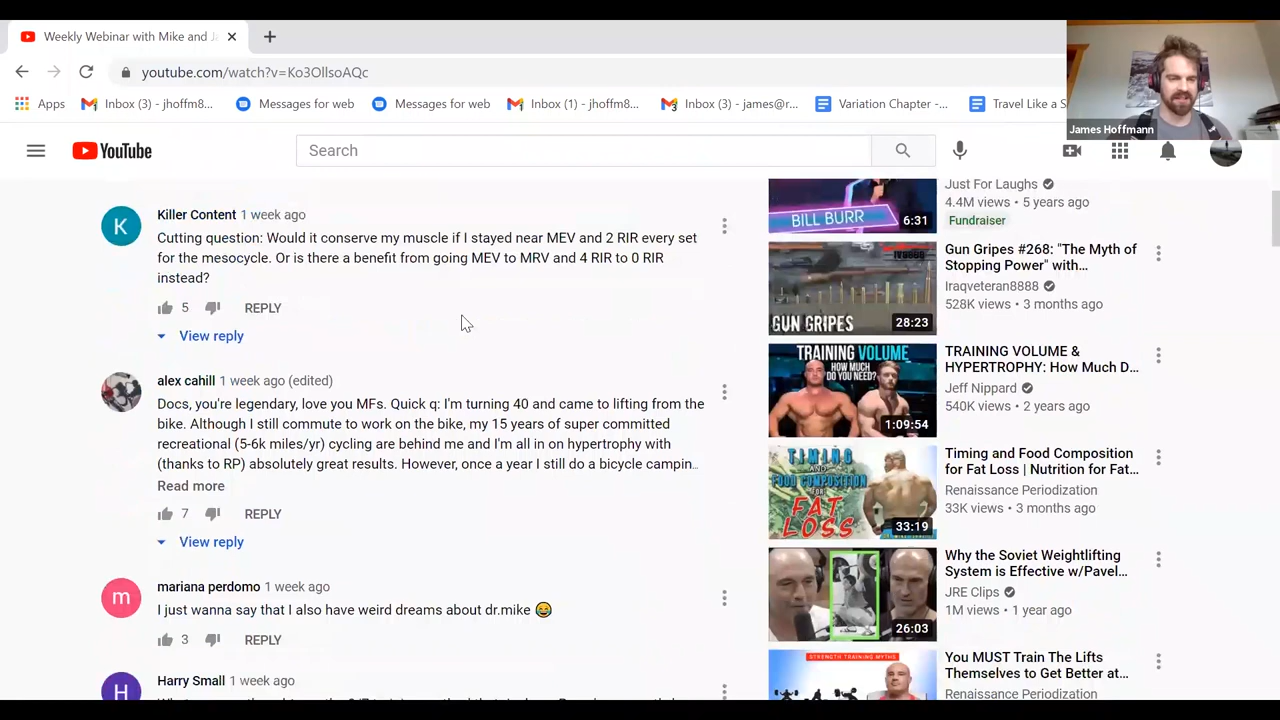 Weekly Webinar with Mike and Ja
youtube.com/watch?v=Ko3OllsoAQc
Apps
Inbox (3) - jhoffm8...
Messages for web
Messages for web
Inbox (1) - jhoffm8...
Inbox (3) - james@r...
Variation Chapter -...
Travel Like a
James Hoffmann
YouTube
Search
Killer Content 1 week ago
Cutting question: Would it conserve my muscle if I stayed near MEV and 2 RIR every set
for the mesocycle. Or is there a benefit from going MEV to MRV and 4 RIR to 0 RIR
instead?
5 REPLY
View reply
alex cahill 1 week ago (edited)
Docs, you're legendary, love you MFs. Quick q: I'm turning 40 and came to lifting from the
bike. Although I still commute to work on the bike, my 15 years of super committed
recreational (5-6k miles/yr) cycling are behind me and I'm all in on hypertrophy with
(thanks to RP) absolutely great results. However, once a year I still do a bicycle campin...
Read more
7 REPLY
View reply
m
mariana perdomo 1 week ago
I just wanna say that I also have weird dreams about dr.mike 😂
3 REPLY
H
Harry Small 1 week ago
K
BILL BURR
6:31
Just For Laughs
4.4M views • 5 years ago
Fundraiser
GUN GRIPES
28:23
Gun Gripes #268: "The Myth of
Stopping Power" with...
Iraqveteran8888
528K views • 3 months ago
TRAINING VOLUME
HOW MUCH
DO YOU NEED?
1:09:54
TRAINING VOLUME &
HYPERTROPHY: How Much D...
Jeff Nippard
540K views • 2 years ago
TIMING
AND
FOOD COMPOSITION
FOR
FAT
LOSS
33:19
Timing and Food Composition
for Fat Loss | Nutrition for Fat...
Renaissance Periodization
33K views • 3 months ago
26:03
Why the Soviet Weightlifting
System is Effective w/Pavel...
JRE Clips
1M views • 1 year ago
STRENGTH TRAINING MYTHS
You MUST Train The Lifts
Themselves to Get Better at...
Renaissance Periodization